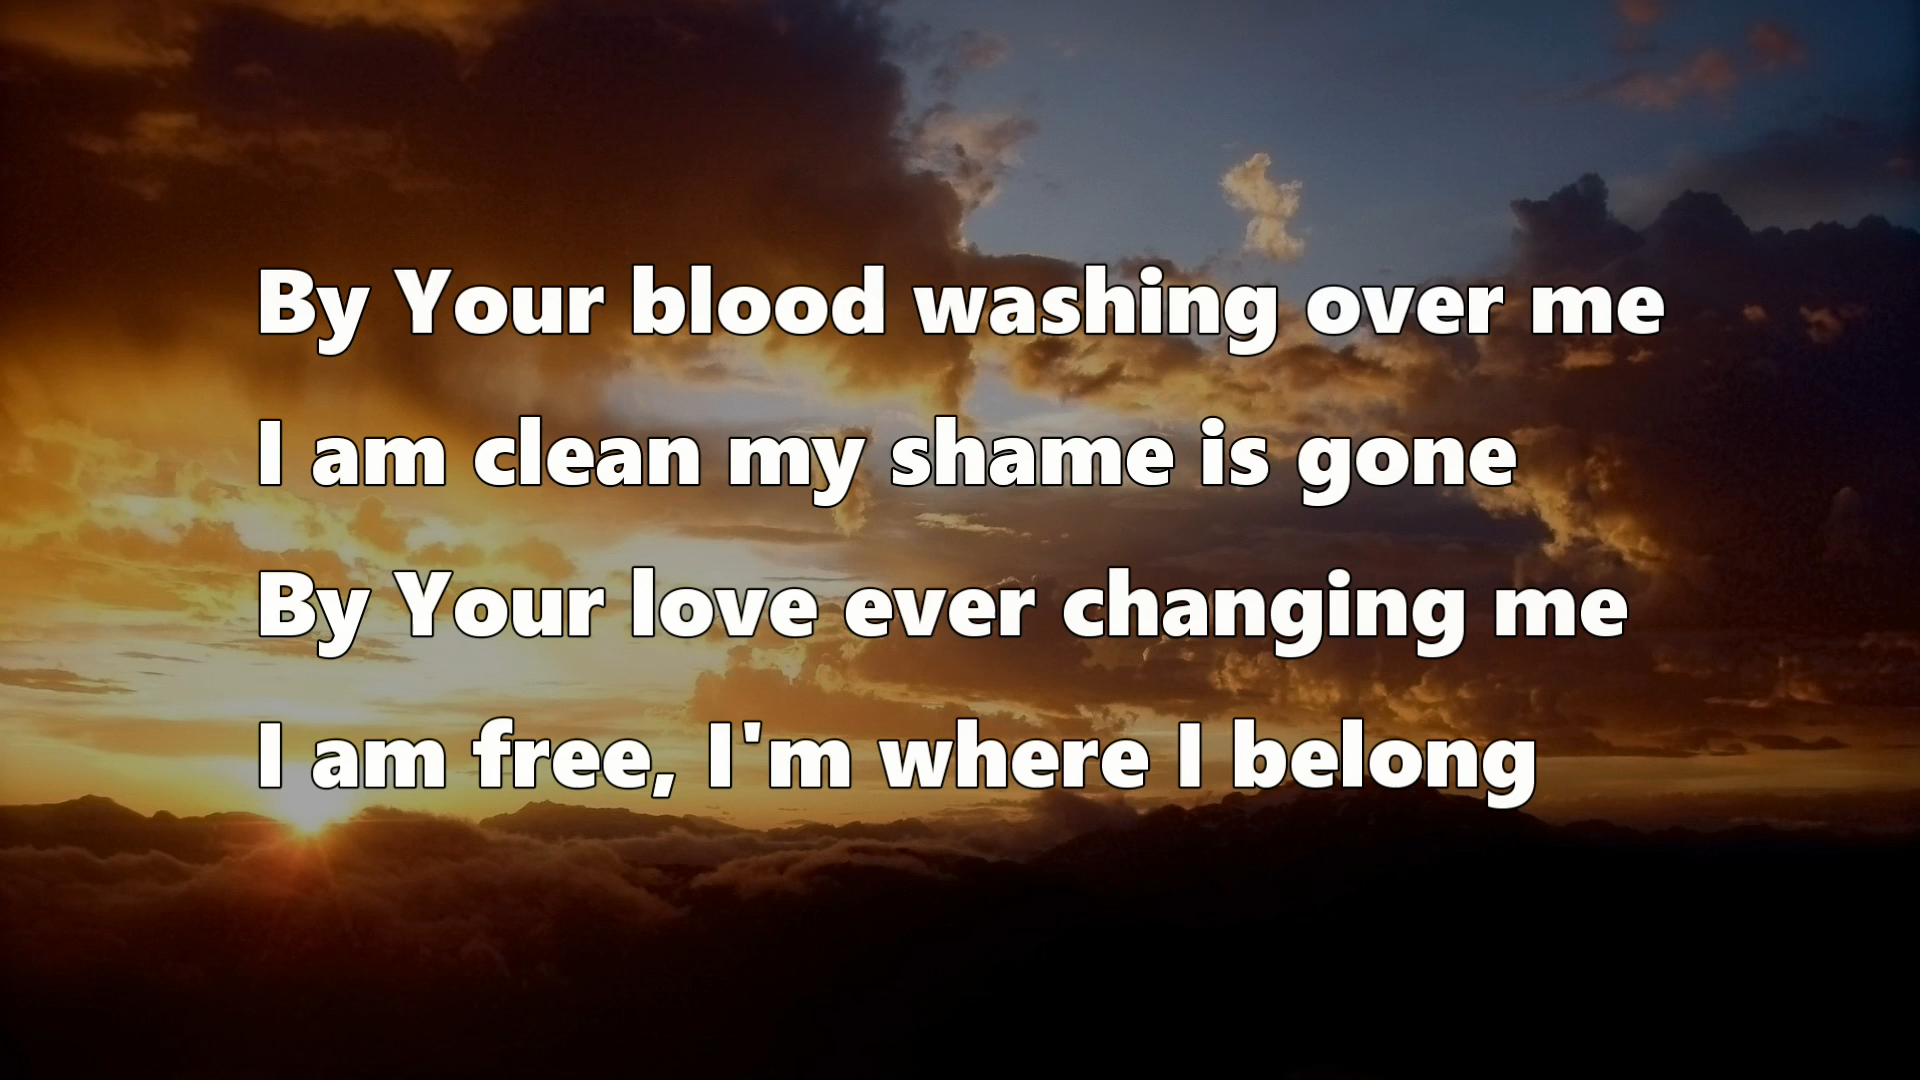 By Your blood washing over me
I am clean my shame is gone
By Your love ever changing me
I am free, I'm where I belong